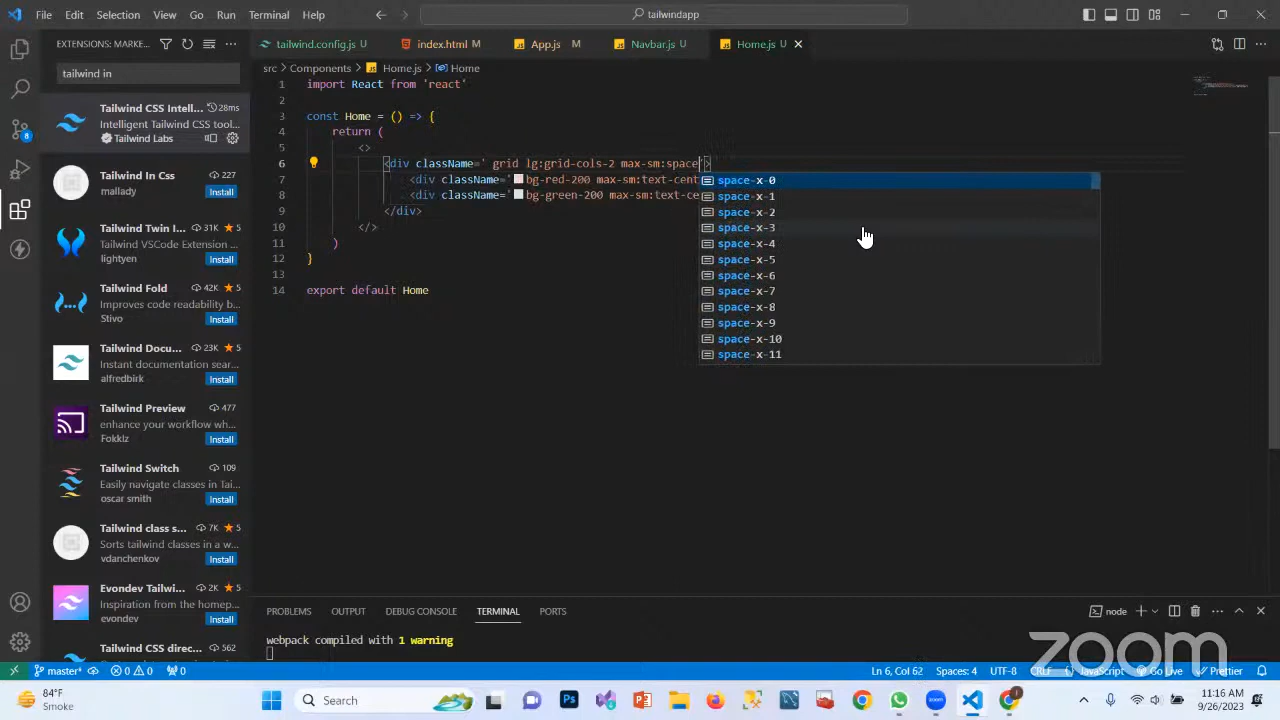 File Edit Selection View Go Run Terminal Help
tailwindapp
EXTENSIONS: MARKE...
tailwind.config.js U
index.html M
App.js M
Navbar.js U
Home.js U
tailwind in
src > Components > Home.js > Home
Tailwind CSS Intell... 28ms
Intelligent Tailwind CSS tool...
Tailwind Labs
Tailwind In Css 227
mallady
Install
Tailwind Twin I... 31K 5
Tailwind VSCode Extension ...
lightyen
Install
Tailwind Fold 42K 5
Improves code readability b...
Stivo
Install
Tailwind Docu... 23K 5
Instant documentation sear...
alfredbirk
Install
Tailwind Preview 477
enhance your workflow wh...
Fokklz
Install
Tailwind Switch 109
Easily navigate classes in Tai...
oscar smith
Install
Tailwind class s... 7K 5
Sorts tailwind classes in a w...
vdanchenkov
Install
Evondev Tailwi... 2K 5
Inspiration from the homep...
evondev
Install
Tailwind CSS direc... 562
1 import React from 'react'
2
3 const Home = () => {
4 return (
5 <>
6 <div className=' grid lg:grid-cols-2 max-sm:space'>
7 <div className=' bg-red-200 max-sm:text-cent
8 <div className=' bg-green-200 max-sm:text-ce
9 </div>
10 </>
11 )
12 }
13
14 export default Home
space-x-0
space-x-1
space-x-2
space-x-3
space-x-4
space-x-5
space-x-6
space-x-7
space-x-8
space-x-9
space-x-10
space-x-11
PROBLEMS OUTPUT DEBUG CONSOLE TERMINAL PORTS
node
webpack compiled with 1 warning
zoom
8
master* 0 0 0
Ln 6, Col 62 Spaces: 4 UTF-8 CRLF JavaScript Go Live Prettier
84°F
Smoke
Search
11:16 AM
9/26/2023